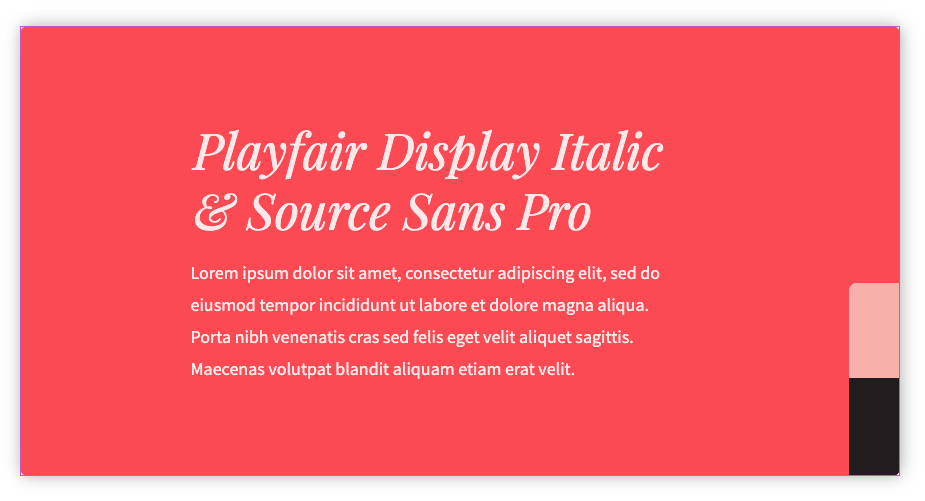 Playfair Display Italic
& Source Sans Pro
Lorem ipsum dolor sit amet, consectetur adipiscing elit, sed do
eiusmod tempor incididunt ut labore et dolore magna aliqua.
Porta nibh venenatis cras sed felis eget velit aliquet sagittis.
Maecenas volutpat blandit aliquam etiam erat velit.